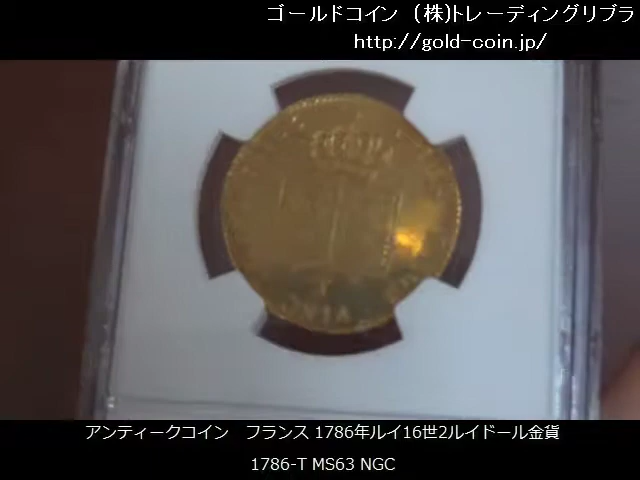 ゴールドコイン （株)トレーディングリブラ
http://gold-coin.jp/
アンティークコイン　フランス 1786年ルイ16世2ルイドール金貨
1786-T MS63 NGC